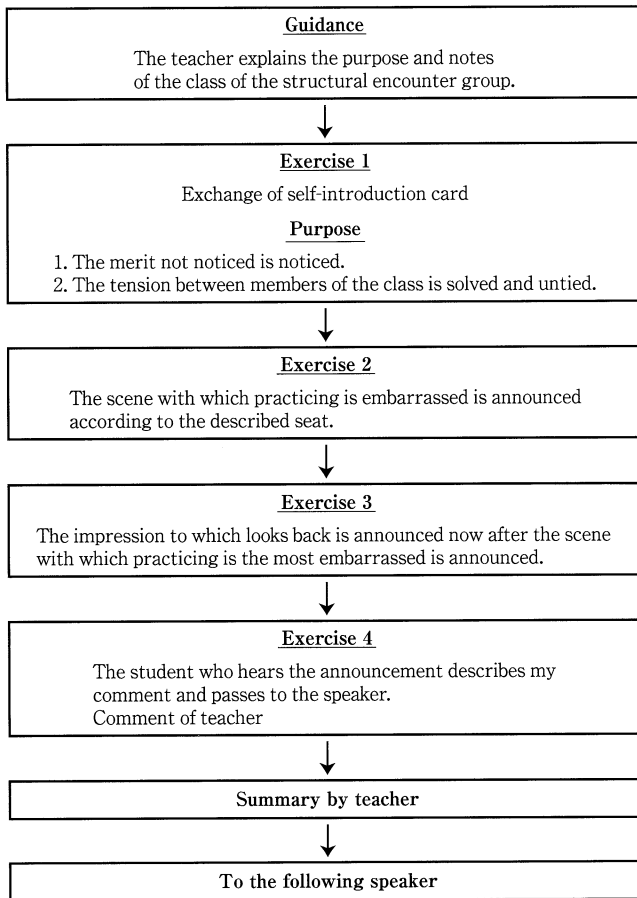 Guidance
The teacher explains the purpose and notes
of the class of the structural encounter group.
Exercise 1
Exchange of self-introduction card
Purpose
1. The merit not noticed is noticed.
2. The tension between members of the class is solved and untied.
Exercise 2
The scene with which practicing is embarrassed is announced
according to the described seat.
Exercise 3
The impression to which looks back is announced now after the scene
with which practicing is the most embarrassed is announced.
Exercise 4
The student who hears the announcement describes my
comment and passes to the speaker.
Comment of teacher
Summary by teacher
To the following speaker